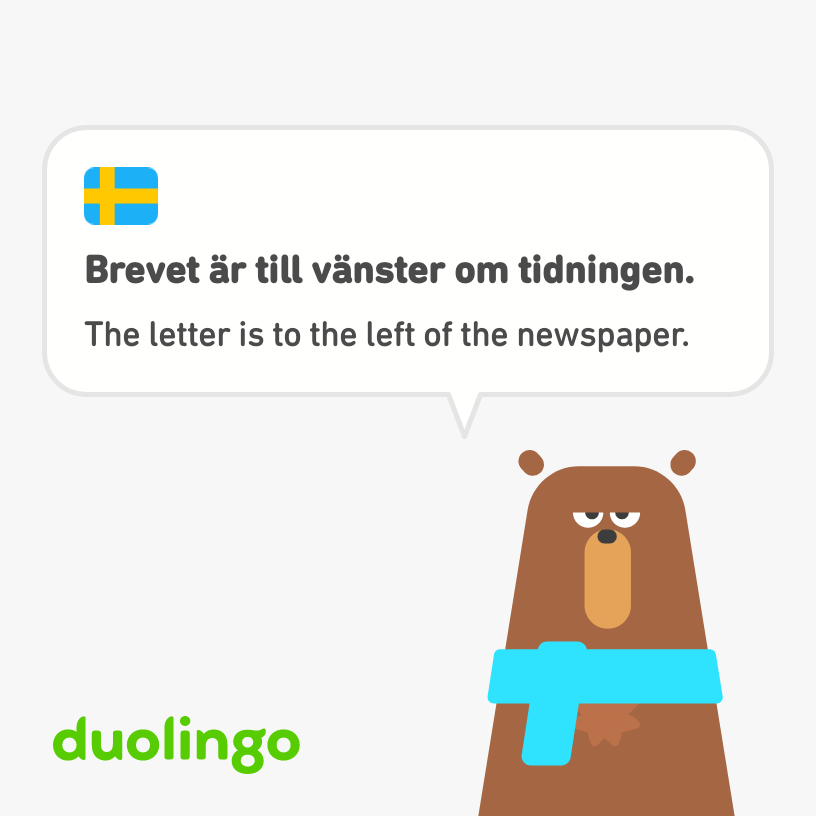 Brevet är till vänster om tidningen.
The letter is to the left of the newspaper.
duolingo